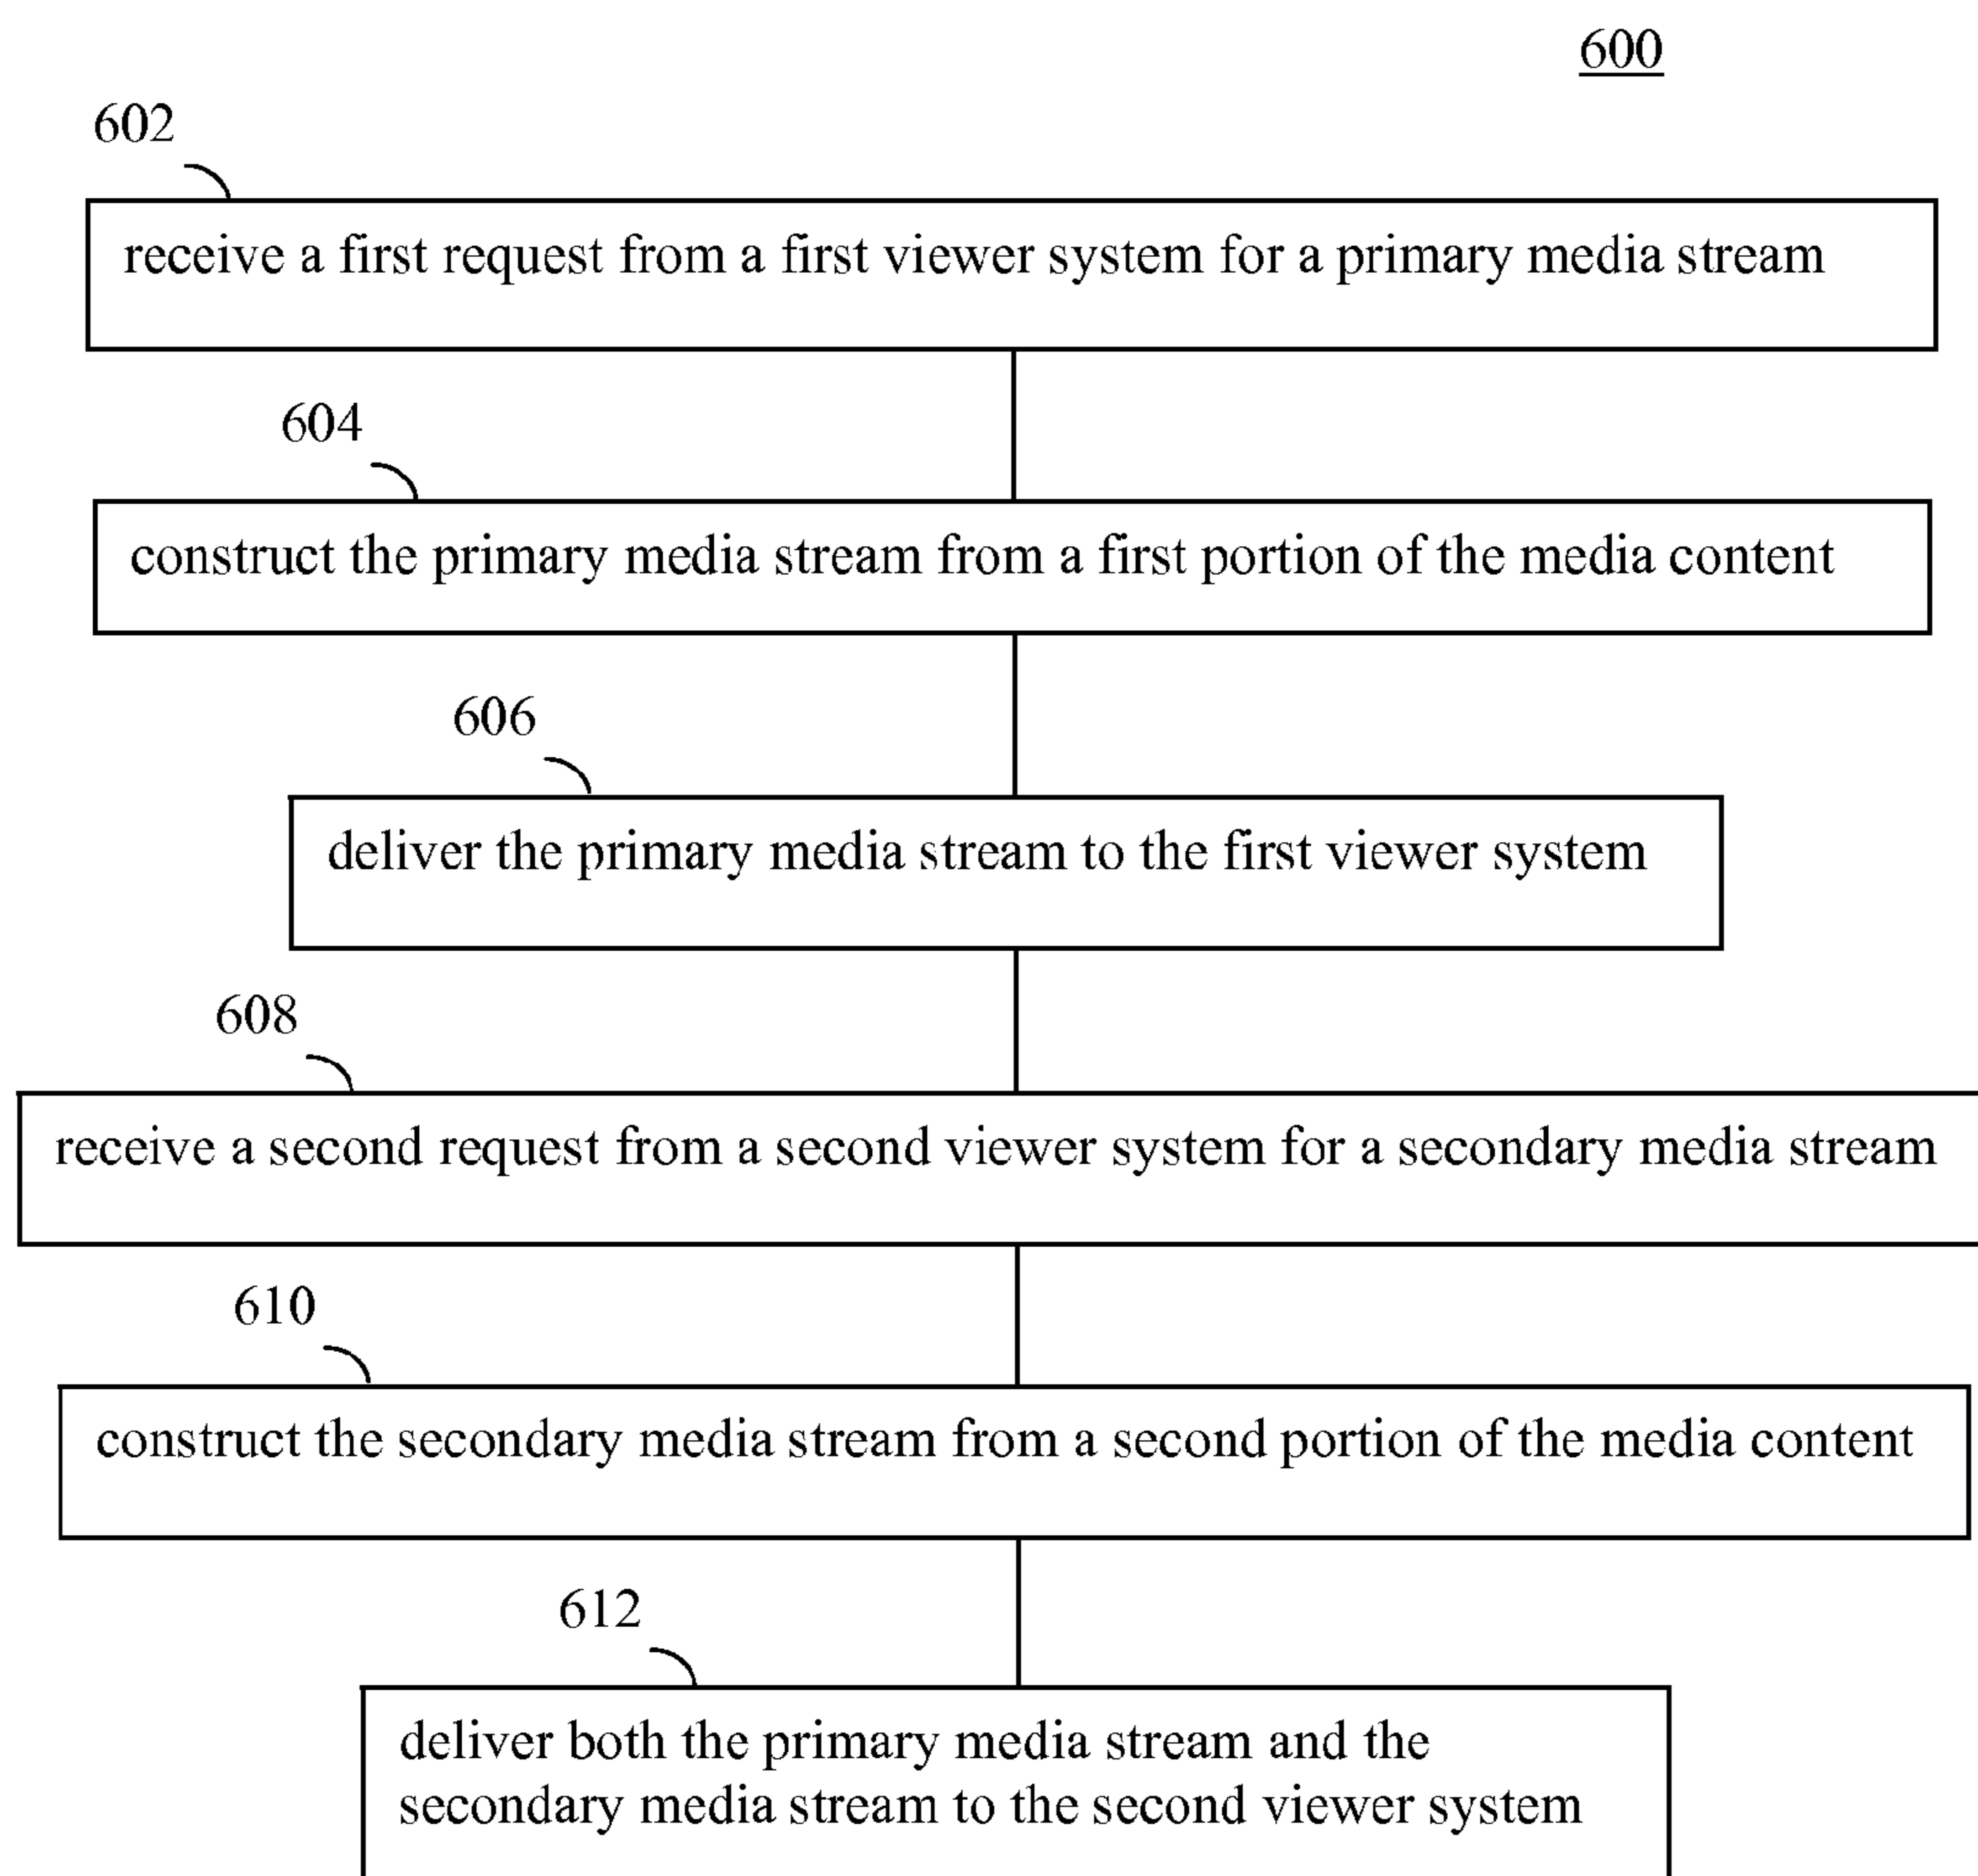 600
602
receive a first request from a first viewer system for a primary media stream
604
construct the primary media stream from a first portion of the media content
606
deliver the primary media stream to the first viewer system
608
receive a second request from a second viewer system for a secondary media stream
610
construct the secondary media stream from a second portion of the media content
612
deliver both the primary media stream and the
secondary media stream to the second viewer system